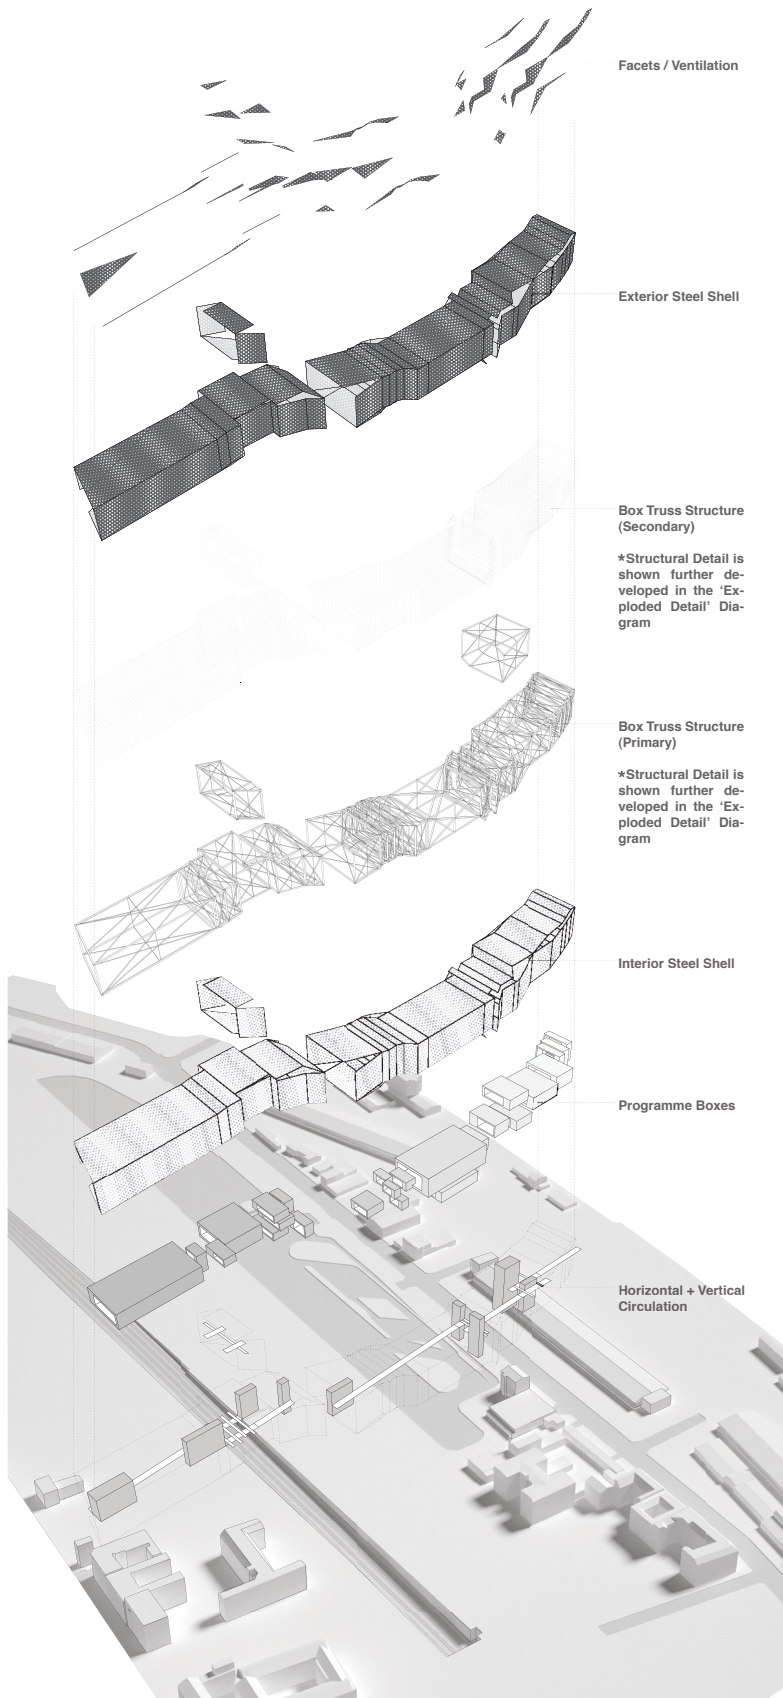 Facets / Ventilation
Exterior Steel Shell
Box Truss Structure
(Secondary)
*Structural Detail is
shown further de-
veloped in the ‘Ex-
ploded Detail’ Dia-
gram
Box Truss Structure
(Primary)
*Structural Detail is
shown further de-
veloped in the ‘Ex-
ploded Detail’ Dia-
gram
Interior Steel Shell
Programme Boxes
Horizontal + Vertical
Circulation